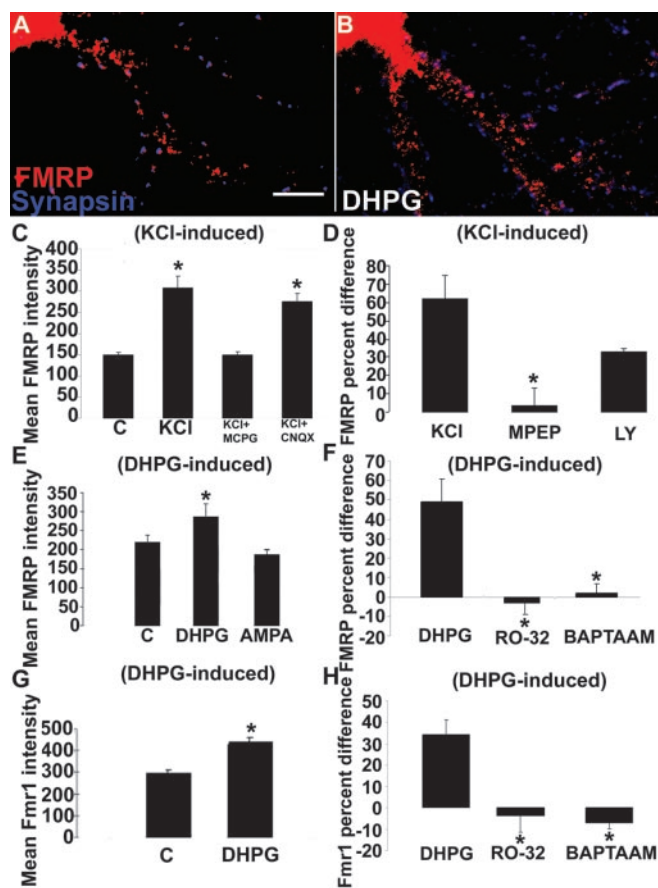 A
B
FMRP
Synapsin
DHPG
C
(KCl-induced)
Mean FMRP intensity
400
350
300
250
150
150
100
50
0
C
KCl
KCl+
MCPG
KCl+
CNQX
*
*
D
(KCl-induced)
FMRP percent difference
80
70
60
50
40
30
20
10
0
KCl
MPEP
LY
*
E
(DHPG-induced)
Mean FMRP intensity
350
300
250
200
150
100
50
0
C
DHPG
AMPA
*
F
(DHPG-induced)
FMRP percent difference
70
60
50
40
30
20
10
0
-10
-20
DHPG
RO-32
BAPTAAM
*
*
G
(DHPG-induced)
Mean Fmr1 intensity
500
400
300
200
100
0
C
DHPG
*
H
(DHPG-induced)
Fmr1 percent difference
50
40
30
20
10
0
-10
-20
DHPG
RO-32
BAPTAAM
*
*